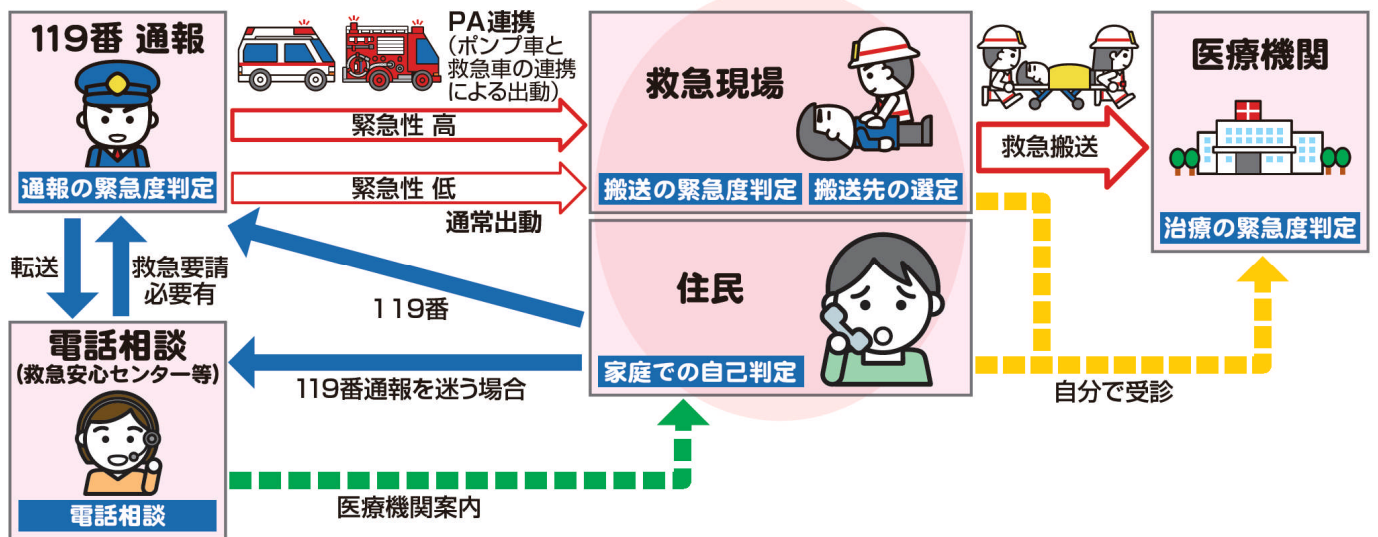 119番 通報
通報の緊急度判定
PA連携
（ポンプ車と
救急車の連携
による出動）
緊急性 高
緊急性 低
通常出動
救急現場
搬送の緊急度判定
搬送先の選定
救急搬送
医療機関
治療の緊急度判定
転送
救急要請
必要有
119番
住民
家庭での自己判定
119番通報を迷う場合
自分で受診
電話相談
(救急安心センター等)
電話相談
医療機関案内